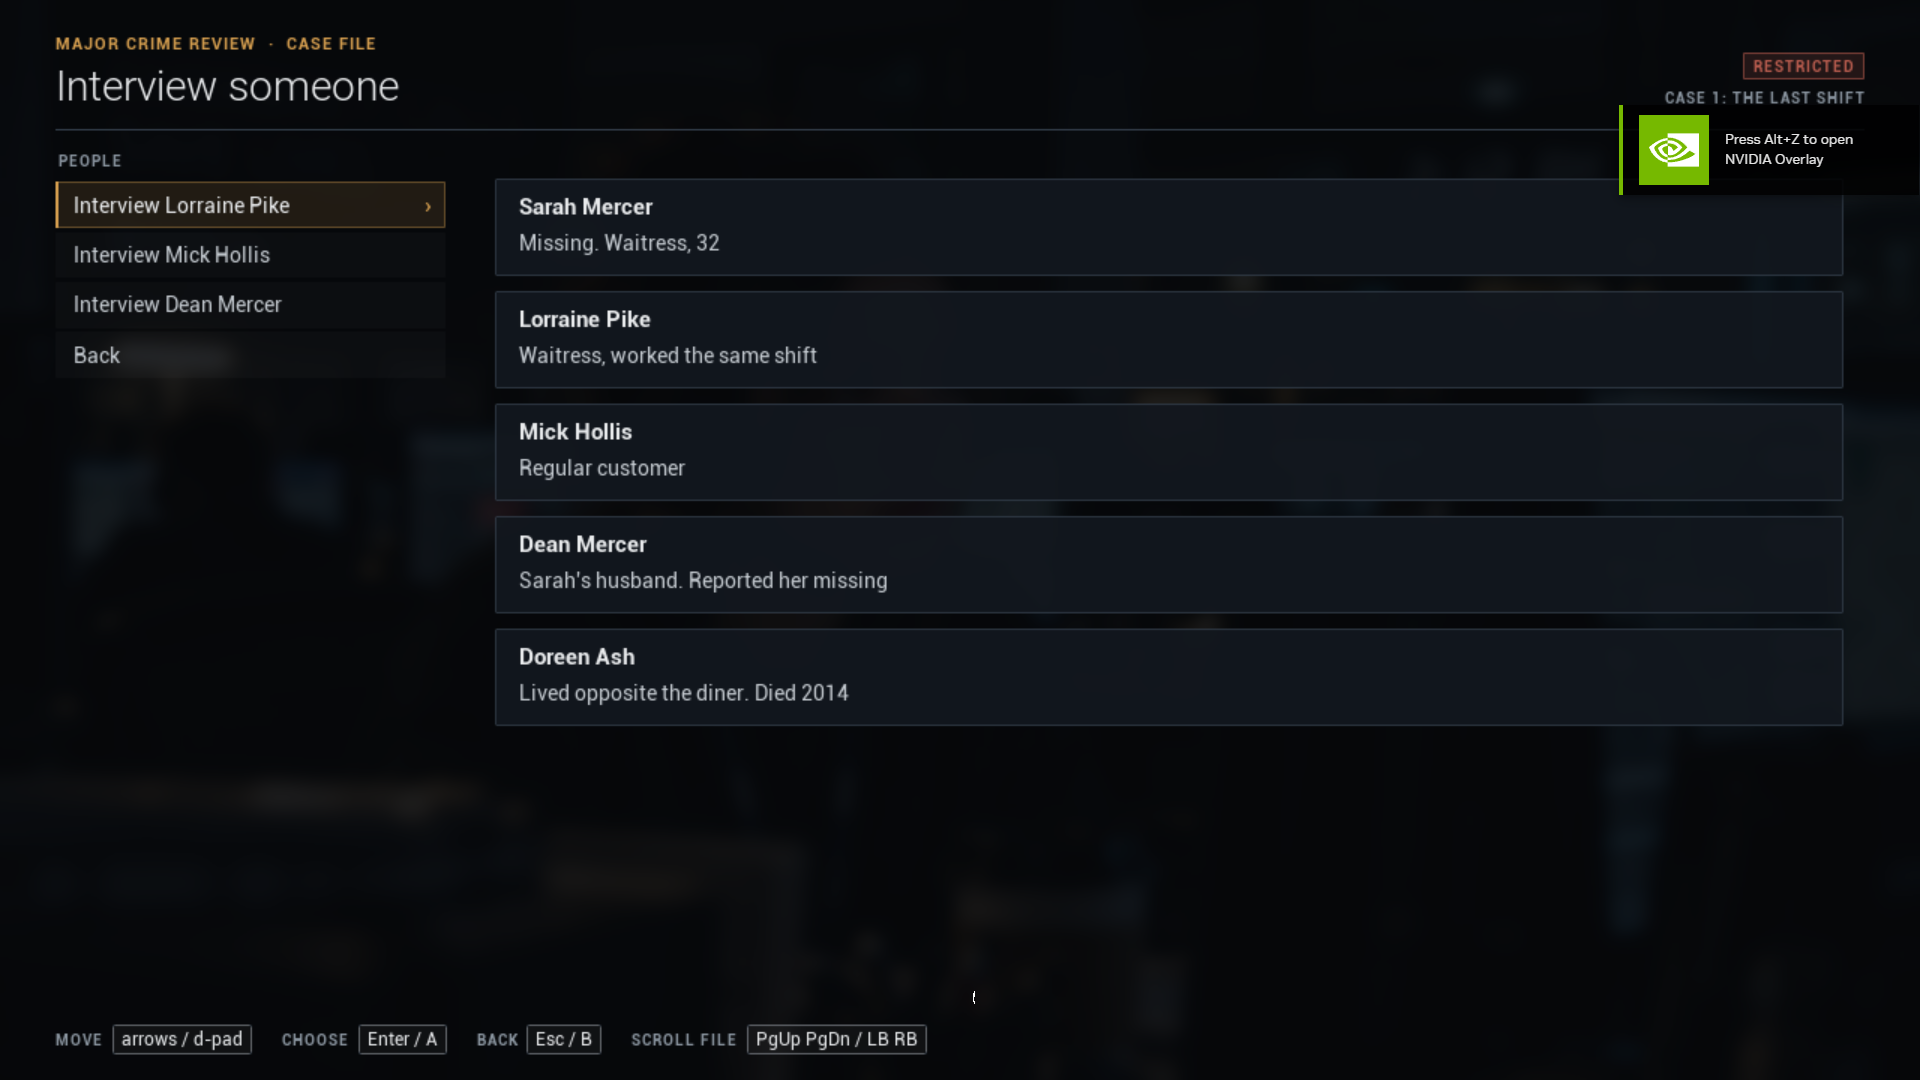 MAJOR CRIME REVIEW · CASE FILE
Interview someone
RESTRICTED
CASE 1: THE LAST SHIFT
Press Alt+Z to open
NVIDIA Overlay
PEOPLE
Interview Lorraine Pike ›
Interview Mick Hollis
Interview Dean Mercer
Back
Sarah Mercer
Missing. Waitress, 32
Lorraine Pike
Waitress, worked the same shift
Mick Hollis
Regular customer
Dean Mercer
Sarah's husband. Reported her missing
Doreen Ash
Lived opposite the diner. Died 2014
MOVE arrows / d-pad CHOOSE Enter / A BACK Esc / B SCROLL FILE PgUp PgDn / LB RB